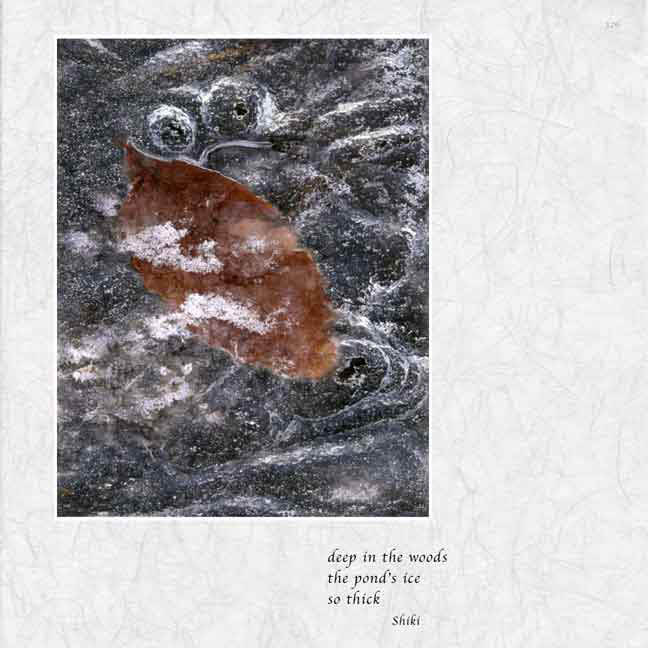 deep in the woods
the pond's ice
so thick
Shiki